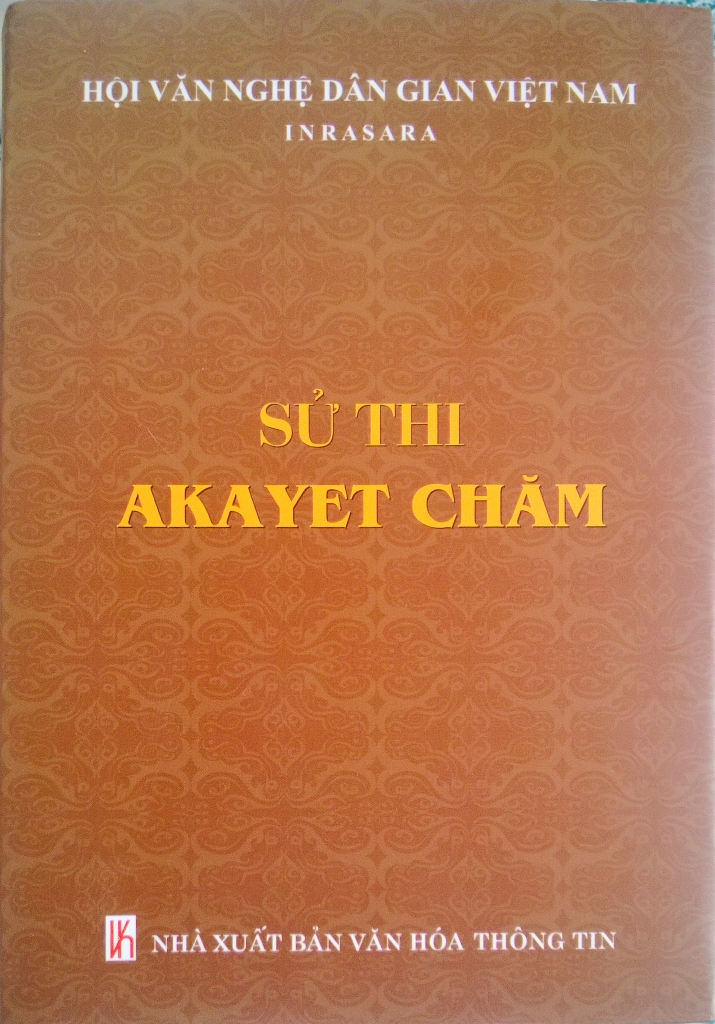 HỘI VĂN NGHỆ DÂN GIAN VIỆT NAM
INRASARA
SỬ THI
AKAYET CHĂM
NHÀ XUẤT BẢN VĂN HÓA THÔNG TIN